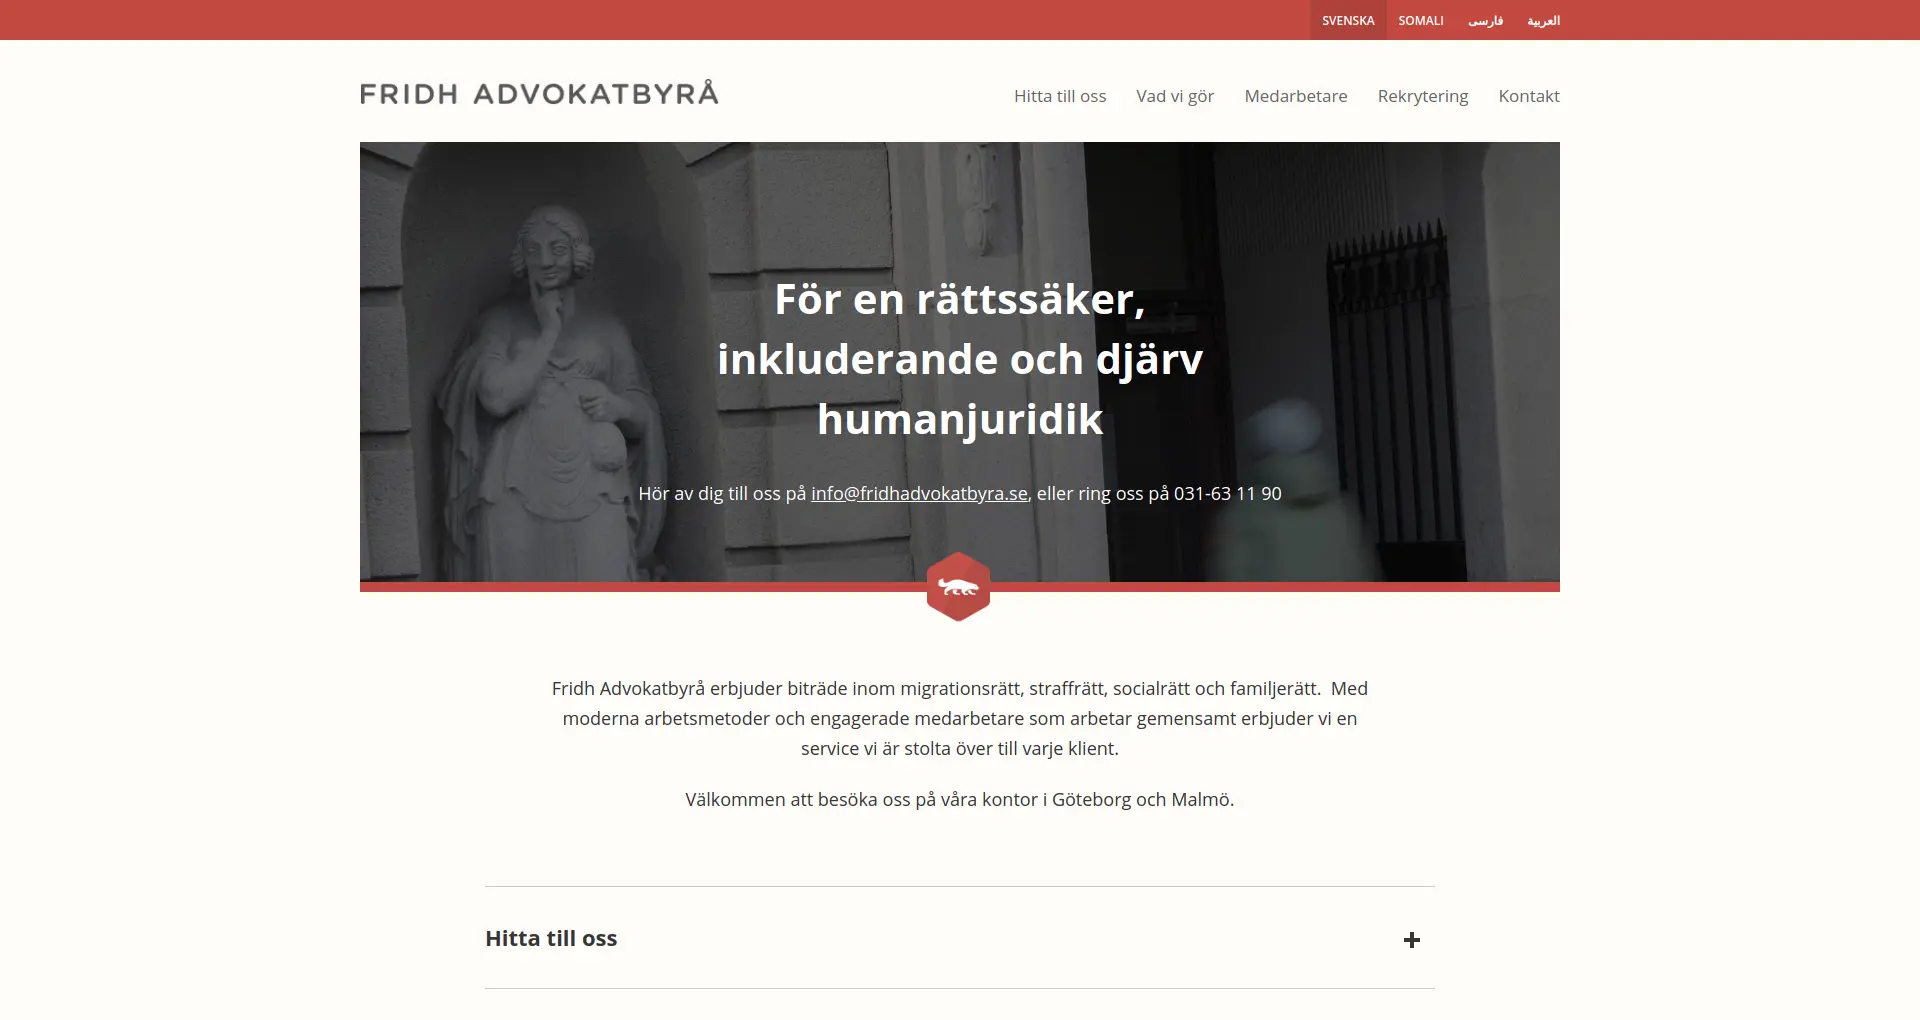 SVENSKA SOMALI فارسی العربية
FRIDH ADVOKATBYRÅ
Hitta till oss Vad vi gör Medarbetare Rekrytering Kontakt
För en rättssäker,
inkluderande och djärv
humanjuridik
Hör av dig till oss på info@fridhadvokatbyra.se, eller ring oss på 031-63 11 90
Fridh Advokatbyrå erbjuder biträde inom migrationsrätt, straffrätt, socialrätt och familjerätt.  Med
moderna arbetsmetoder och engagerade medarbetare som arbetar gemensamt erbjuder vi en
service vi är stolta över till varje klient.
Välkommen att besöka oss på våra kontor i Göteborg och Malmö.
Hitta till oss